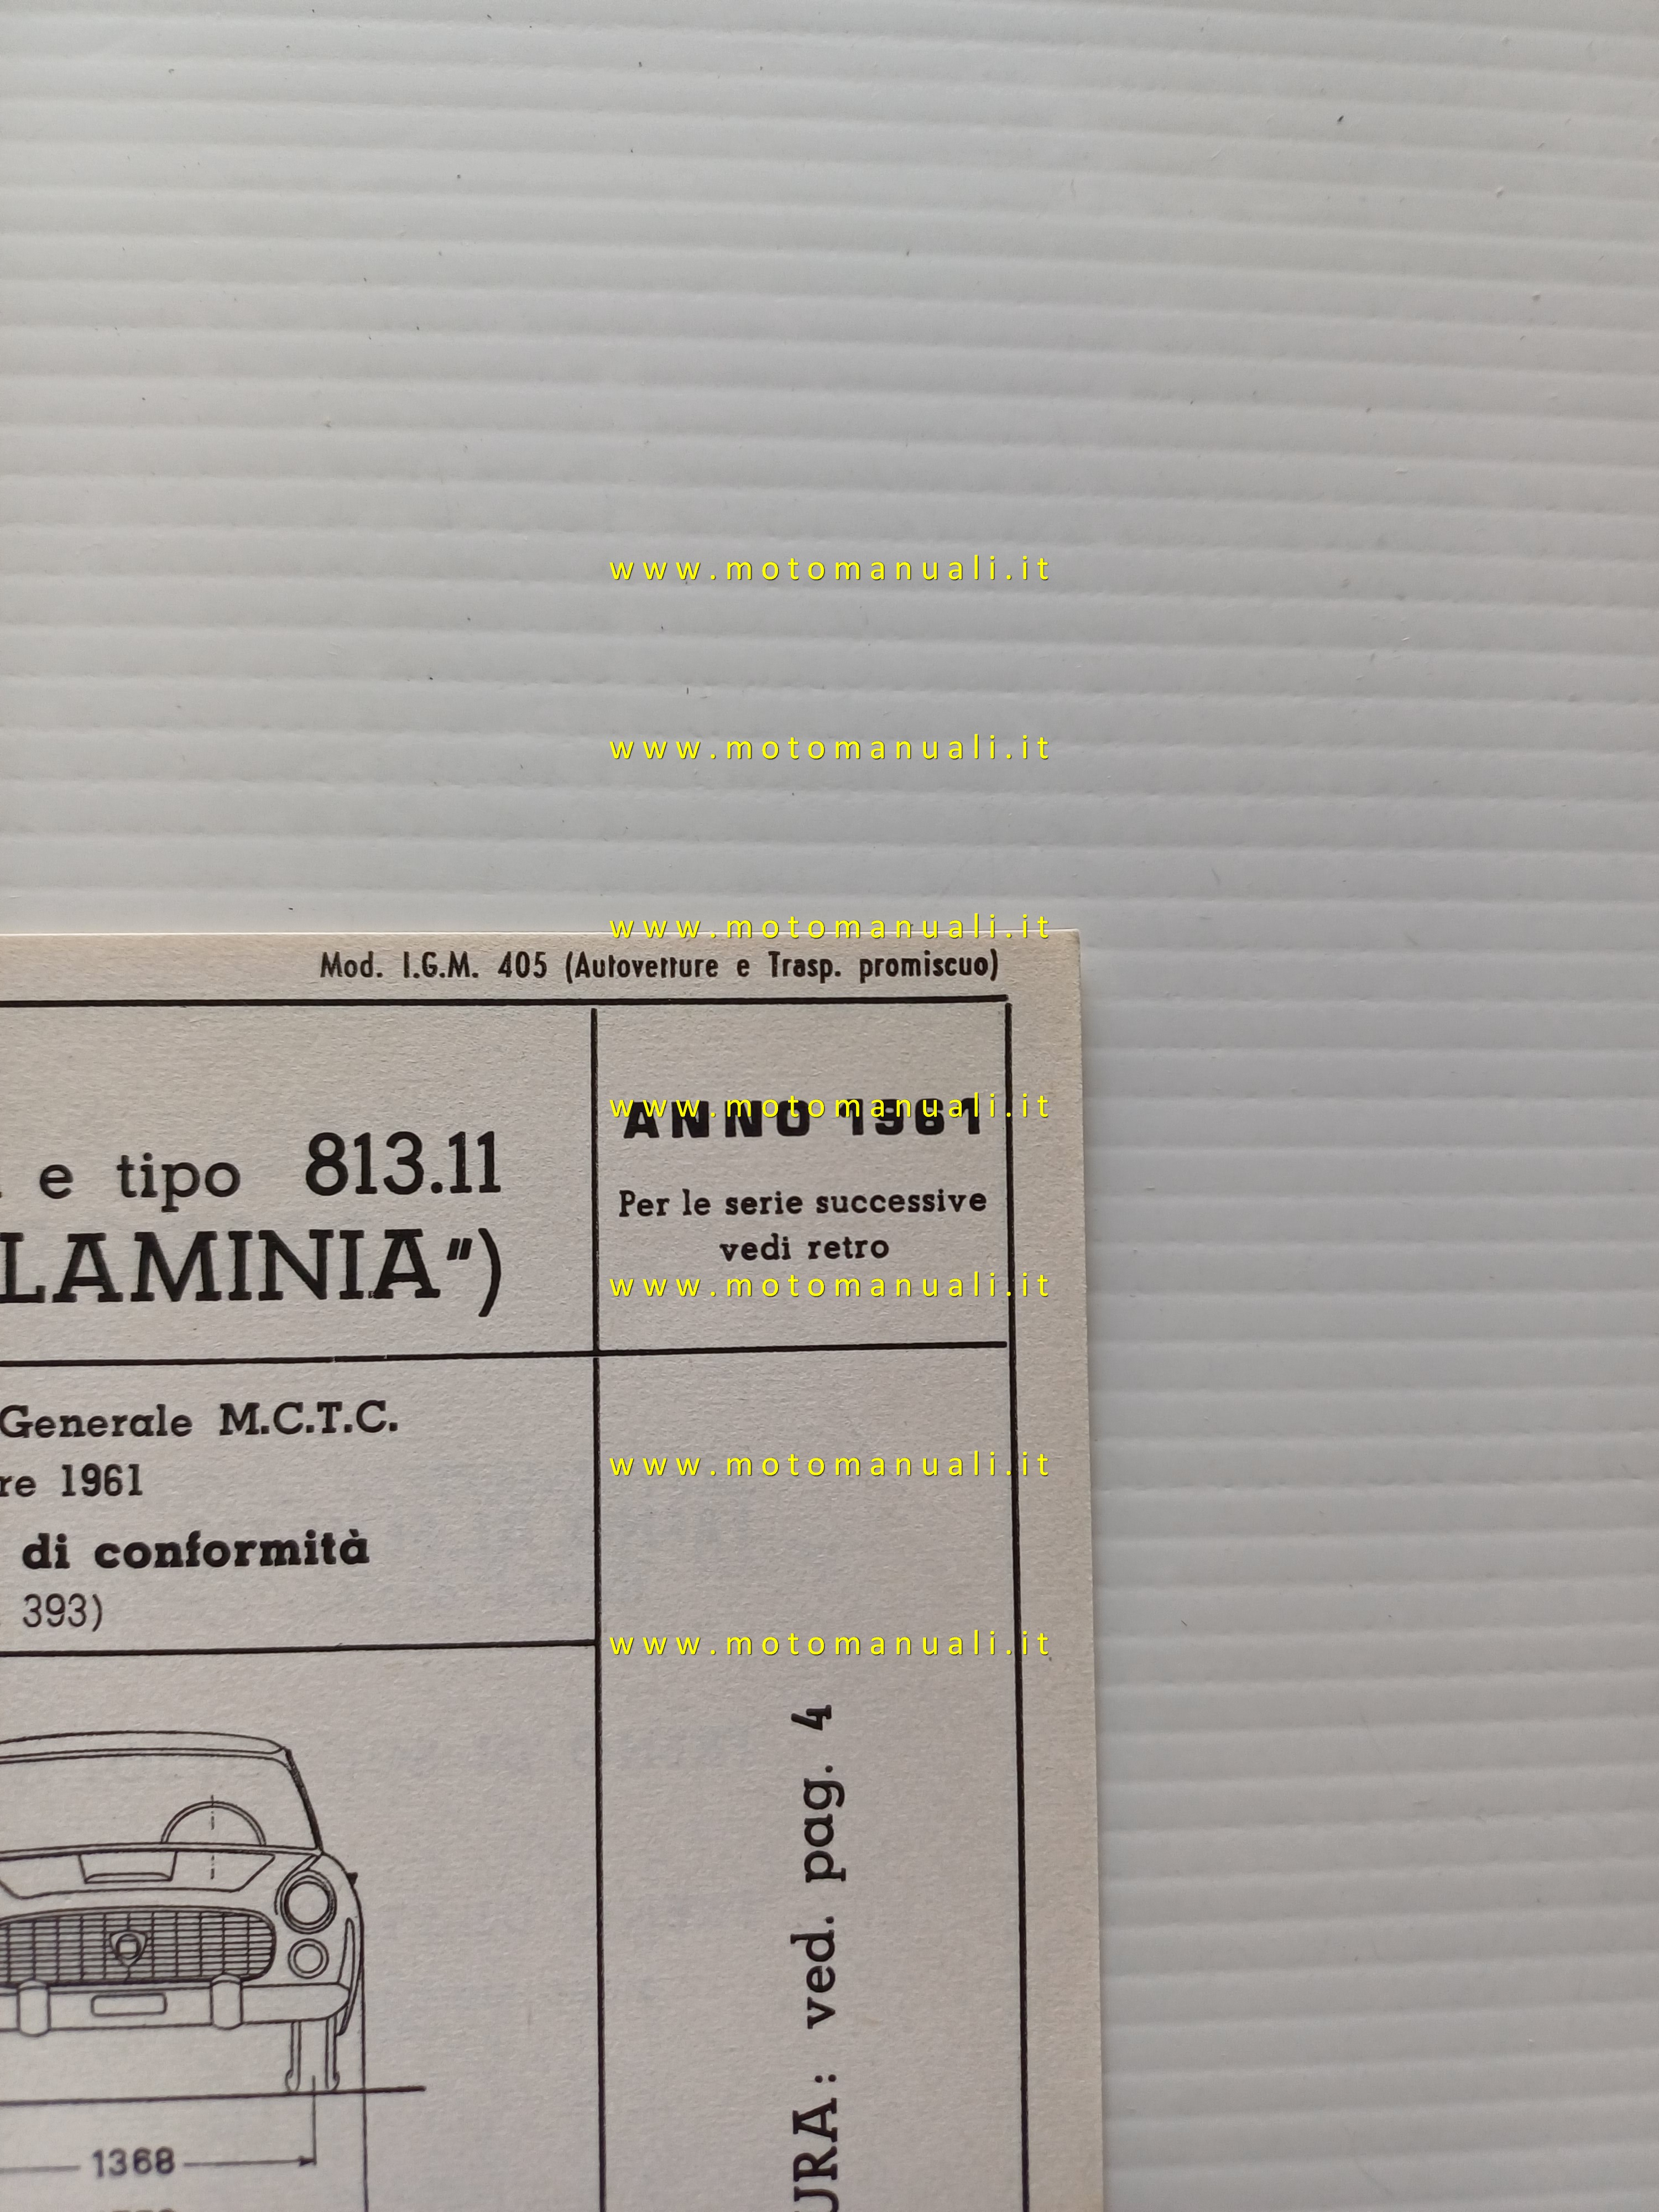 www.motomanuali.it
www.motomanuali.it
www.motomanuali.it
Mod. I.G.M. 405 (Autovetture e Trasp. promiscuo)
www.motomanuali.it
ANNO 1961
e tipo 813.11
Per le serie successive
vedi retro
LAMINIA")
www.motomanuali.it
Generale M.C.T.C.
www.motomanuali.it
re 1961
di conformità
393)
www.motomanuali.it
URA: ved. pag. 4
1368